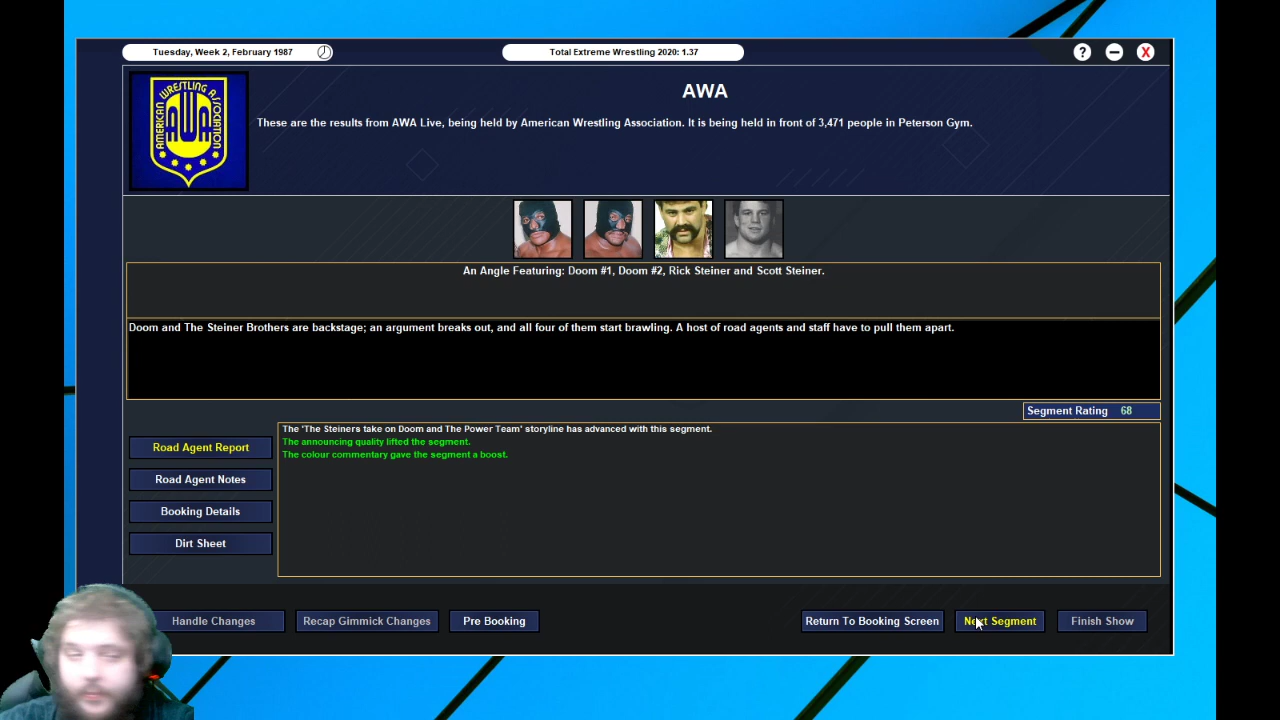 Tuesday, Week 2, February 1987
Total Extreme Wrestling 2020: 1.37
?
X
AMERICAN WRESTLING ASSOCIATION
AWA
AWA
These are the results from AWA Live, being held by American Wrestling Association. It is being held in front of 3,471 people in Peterson Gym.
An Angle Featuring: Doom #1, Doom #2, Rick Steiner and Scott Steiner.
Doom and The Steiner Brothers are backstage; an argument breaks out, and all four of them start brawling. A host of road agents and staff have to pull them apart.
Segment Rating 68
Road Agent Report
Road Agent Notes
Booking Details
Dirt Sheet
The 'The Steiners take on Doom and The Power Team' storyline has advanced with this segment.
The announcing quality lifted the segment.
The colour commentary gave the segment a boost.
Handle Changes
Recap Gimmick Changes
Pre Booking
Return To Booking Screen
Next Segment
Finish Show